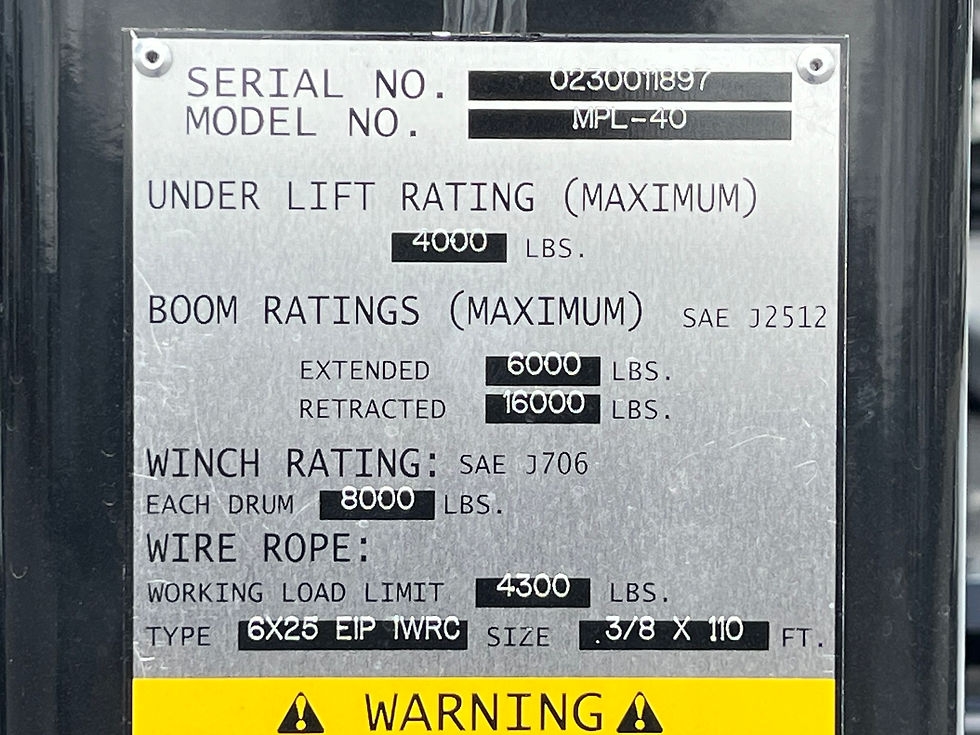 SERIAL NO. 0230011897
MODEL NO. MPL-40
UNDER LIFT RATING (MAXIMUM)
4000 LBS.
BOOM RATINGS (MAXIMUM) SAE J2512
EXTENDED 6000 LBS.
RETRACTED 16000 LBS.
WINCH RATING: SAE J706
EACH DRUM 8000 LBS.
WIRE ROPE:
WORKING LOAD LIMIT 4300 LBS.
TYPE 6X25 EIP IWRC SIZE .3/8 X 110 FT.
WARNING